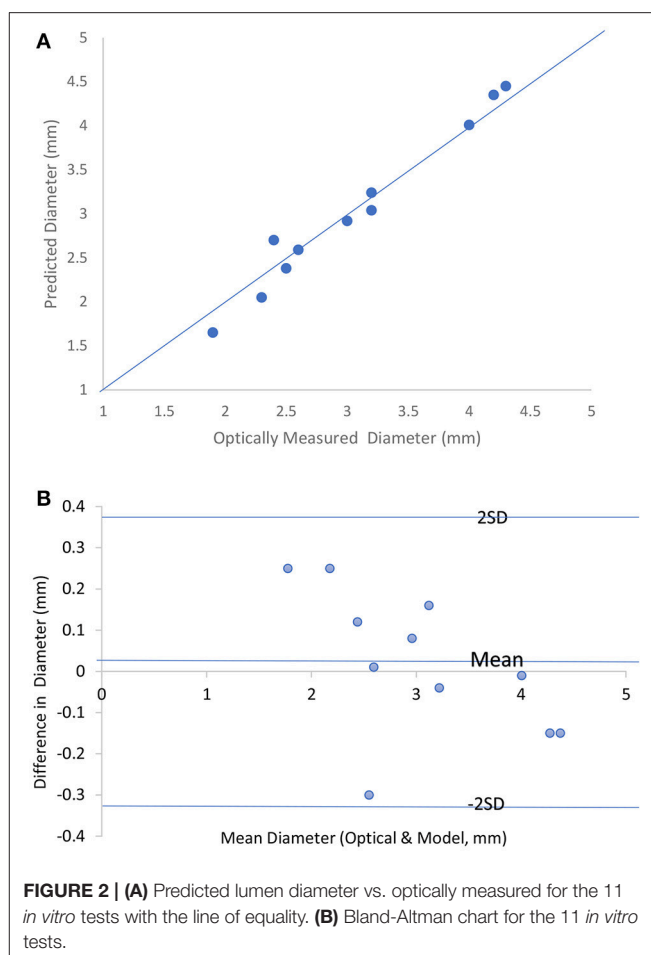 A
5
4.5
4
3.5
3
2.5
2
1.5
1
Predicted Diameter (mm)
1 1.5 2 2.5 3 3.5 4 4.5 5
Optically Measured Diameter (mm)
B
0.4
0.3
0.2
0.1
0
-0.1
-0.2
-0.3
-0.4
Difference in Diameter (mm)
2SD
Mean
0 1 2 3 4 5
-2SD
Mean Diameter (Optical & Model, mm)
FIGURE 2 | (A) Predicted lumen diameter vs. optically measured for the 11
in vitro tests with the line of equality. (B) Bland-Altman chart for the 11 in vitro
tests.